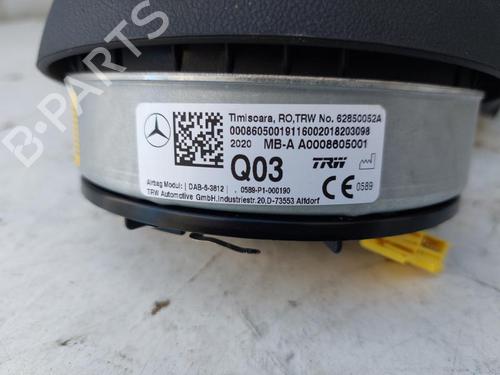 Timisoara, RO,TRW No. 62850052A
00086050019116002018203098
2020 MB-A A0008605001
Q03
TRW
CE
0589
Airbag Modul: | DAB-6-3812 | . 0589-P1-000190
TRW Automotive GmbH.Industriestr.20,D-73553 Alfdorf
B-Parts